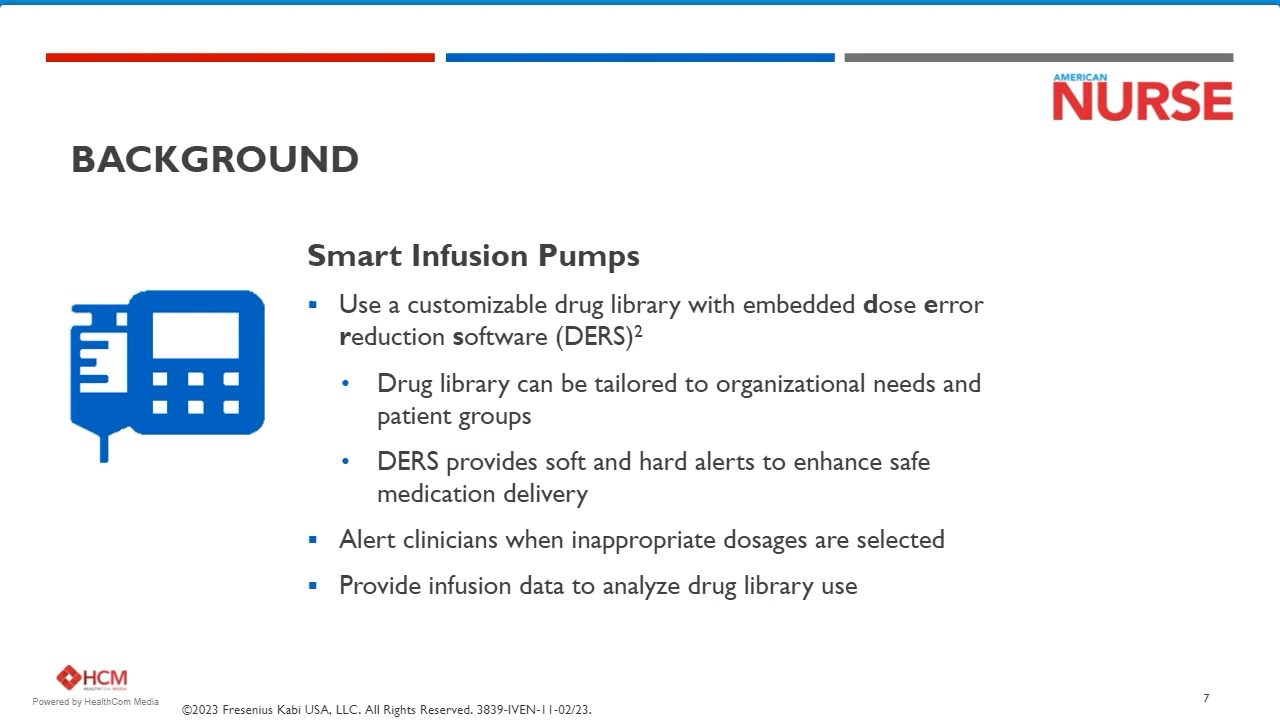 AMERICAN
NURSE
BACKGROUND
Smart Infusion Pumps
▪ Use a customizable drug library with embedded dose error
reduction software (DERS)²
• Drug library can be tailored to organizational needs and
patient groups
• DERS provides soft and hard alerts to enhance safe
medication delivery
▪ Alert clinicians when inappropriate dosages are selected
▪ Provide infusion data to analyze drug library use
HCM
HEALTHCOM MEDIA
Powered by HealthCom Media
©2023 Fresenius Kabi USA, LLC. All Rights Reserved. 3839-IVEN-11-02/23.
7